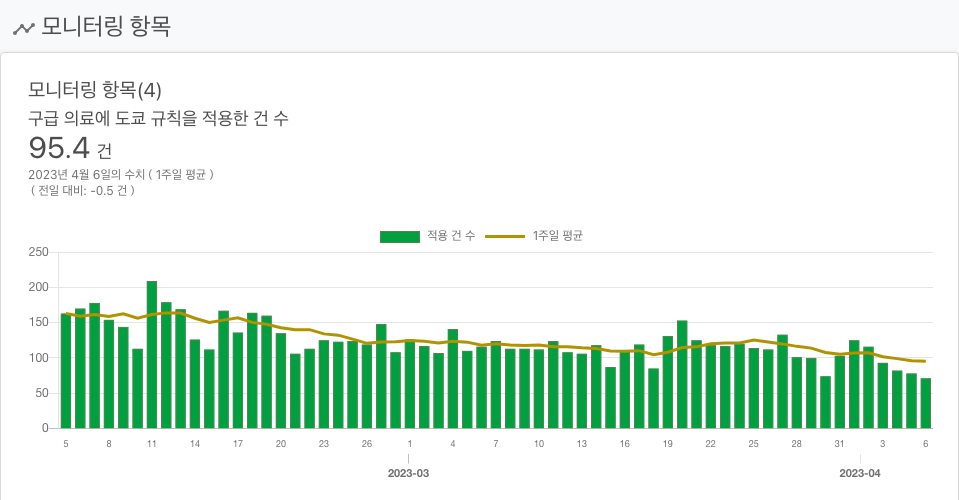 모니터링 항목
모니터링 항목(4)
구급 의료에 도쿄 규칙을 적용한 건 수
95.4 건
2023년 4월 6일의 수치 ( 1주일 평균 )
( 전일 대비: -0.5 건 )
적용 건 수 1주일 평균
250
200
150
100
50
0
5 8 11 14 17 20 23 26 1 4 7 10 13 16 19 22 25 28 31 3 6
2023-03 2023-04